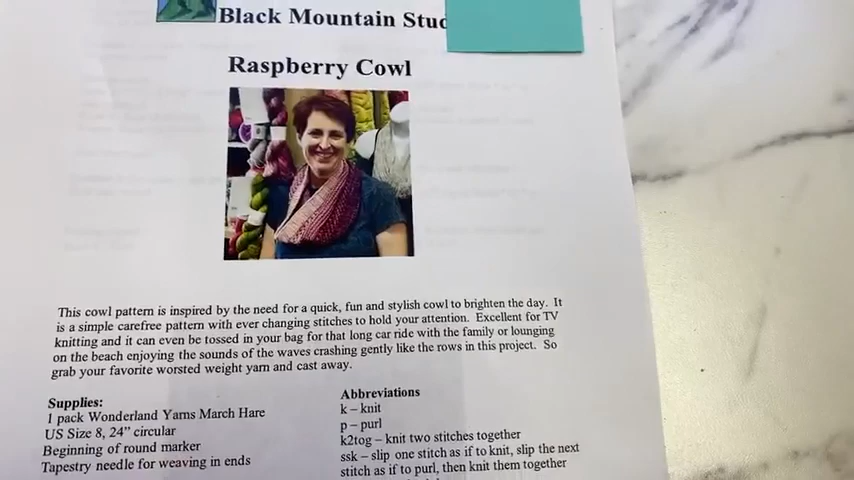 Black Mountain
Raspberry Cowl
This cowl pattern is inspired by the need for a quick, fun and stylish cowl to brighten the day. It
is a simple carefree pattern with ever changing stitches to hold your attention. Excellent for TV
knitting and it can even be tossed in your bag for that long car ride with the family or lounging
on the beach enjoying the sounds of the waves crashing gently like the rows in this project. So
grab your favorite worsted weight yarn and cast away.
Supplies:
1 pack Wonderland Yarns March Hare
US Size 8, 24” circular
Beginning of round marker
Tapestry needle for weaving in ends
Abbreviations
k – knit
p – purl
k2tog – knit two stitches together
ssk – slip one stitch as if to knit, slip the next
stitch as if to purl, then knit them together